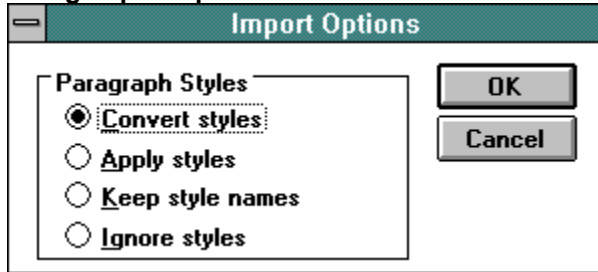 Import Options
Paragraph Styles
Convert styles
Apply styles
Keep style names
Ignore styles
OK
Cancel